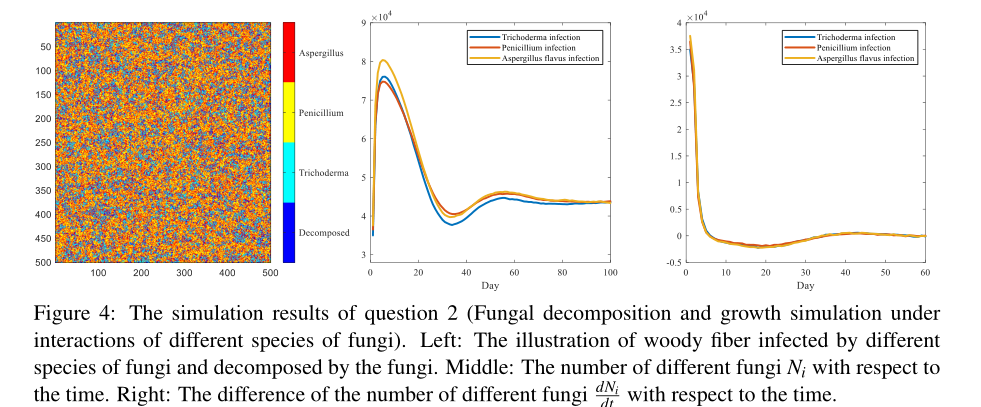 50
100
150
200
250
300
350
400
450
500
100 200 300 400 500
Aspergillus
Penicillium
Trichoderma
Decomposed
×10⁴
9
8
7
6
5
4
3
0 20 40 60 80 100
Day
Trichoderma infection
Penicillium infection
Aspergillus flavus infection
×10⁴
4
3.5
3
2.5
2
1.5
1
0.5
0
-0.5
0 10 20 30 40 50 60
Day
Trichoderma infection
Penicillium infection
Aspergillus flavus infection
Figure 4: The simulation results of question 2 (Fungal decomposition and growth simulation under
interactions of different species of fungi). Left: The illustration of woody fiber infected by different
species of fungi and decomposed by the fungi. Middle: The number of different fungi Nᵢ with respect to
the time. Right: The difference of the number of different fungi dNᵢ/dt with respect to the time.